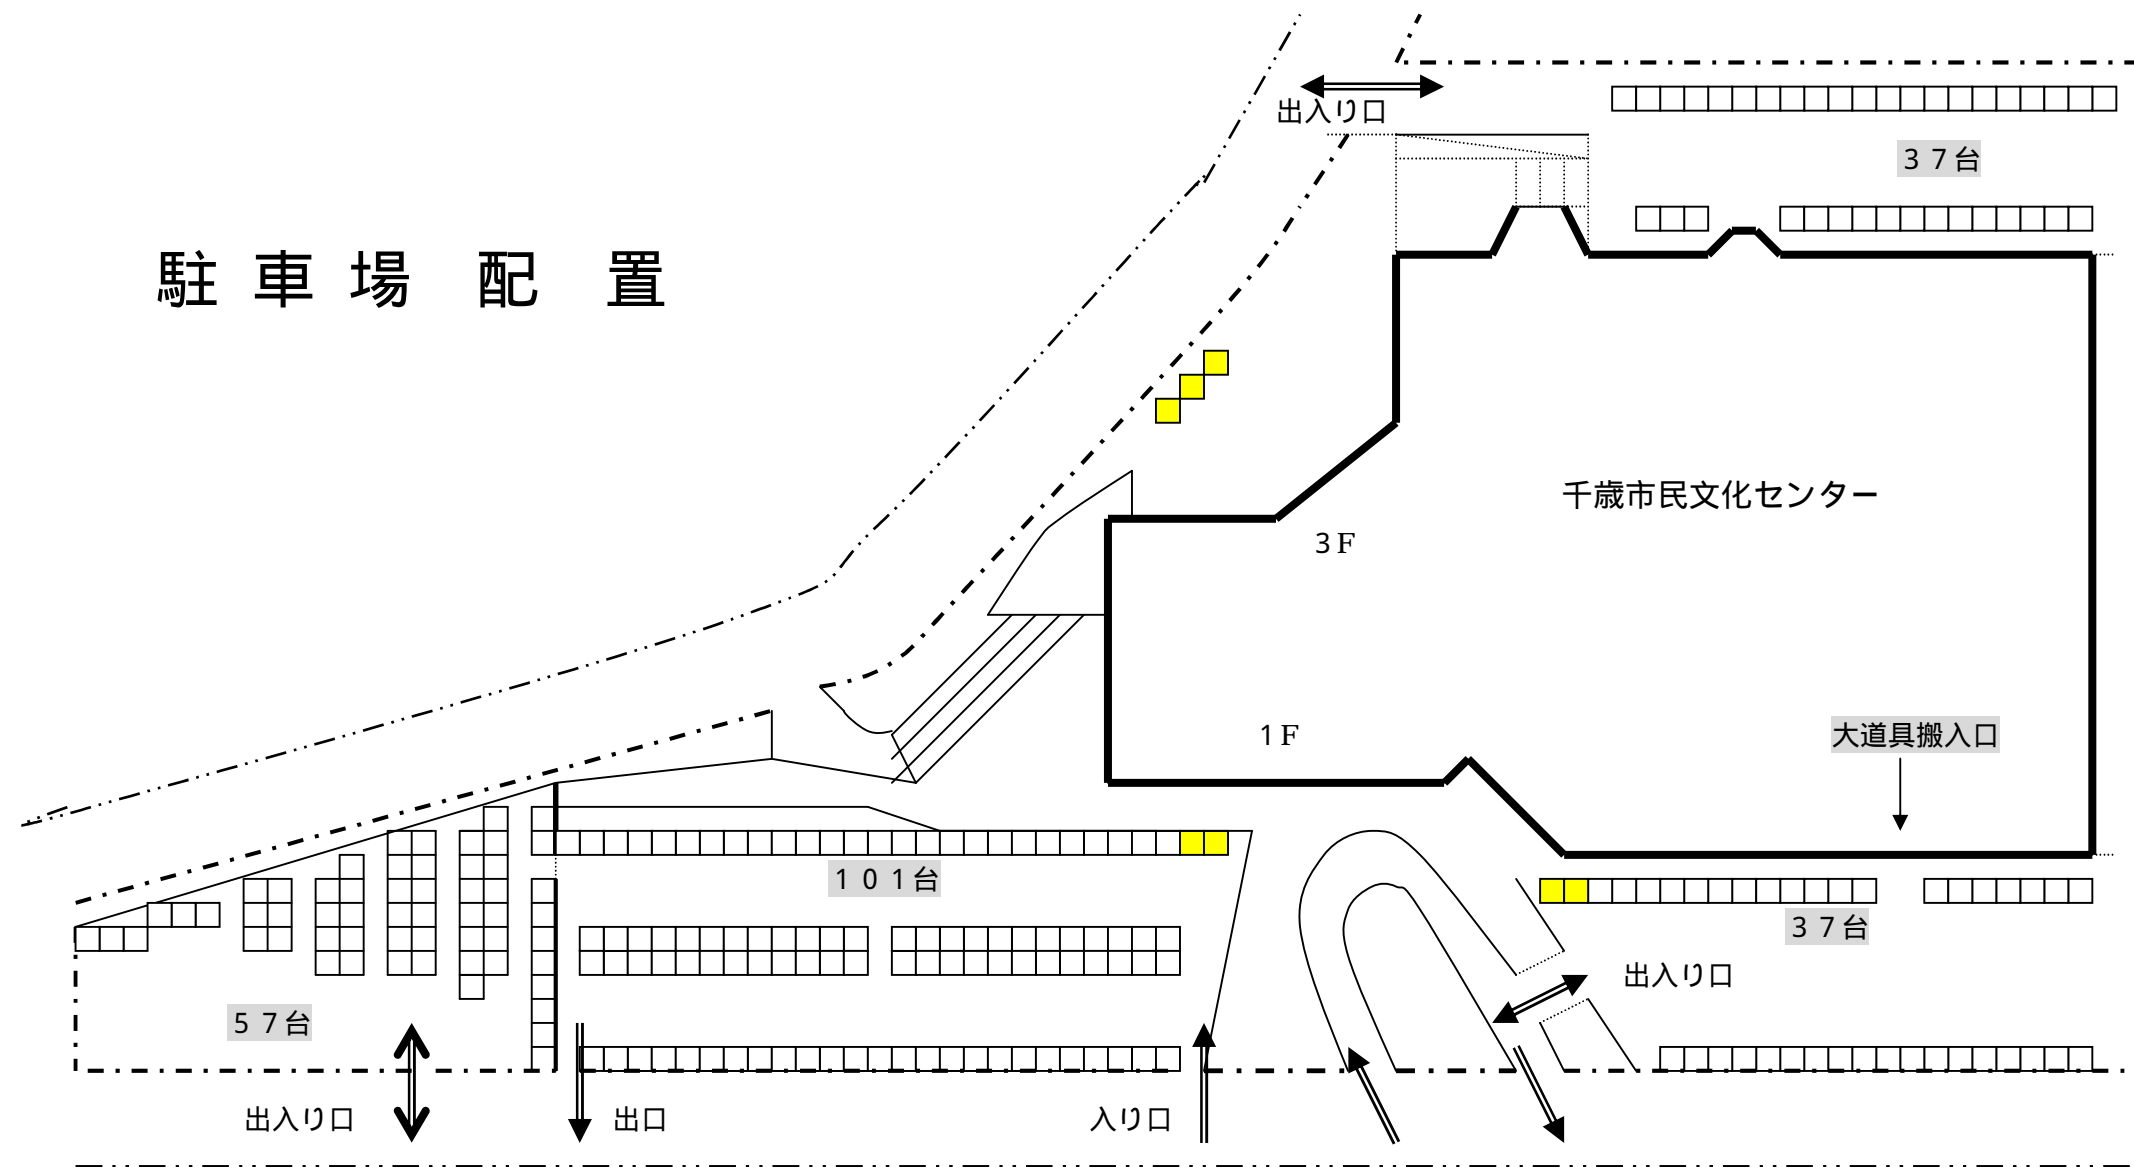 出入り口
３７台
駐車場 配 置
千歳市民文化センター
３F
１F
大道具搬入口
１０１台
３７台
出入り口
５７台
出入り口
出口
入り口